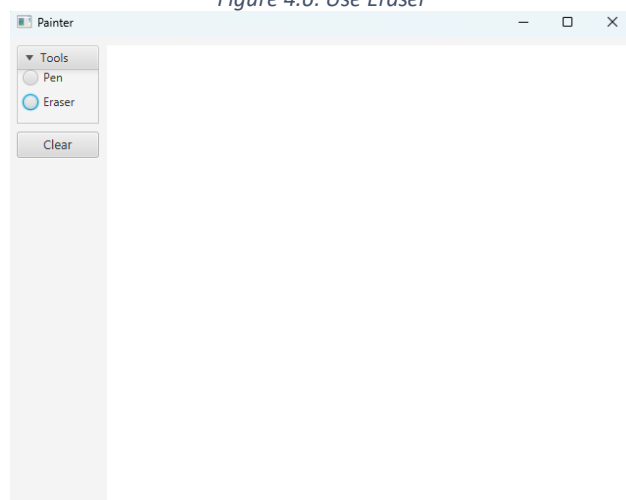 Figure 4.6: Use Eraser
Painter
Tools
Pen
Eraser
Clear